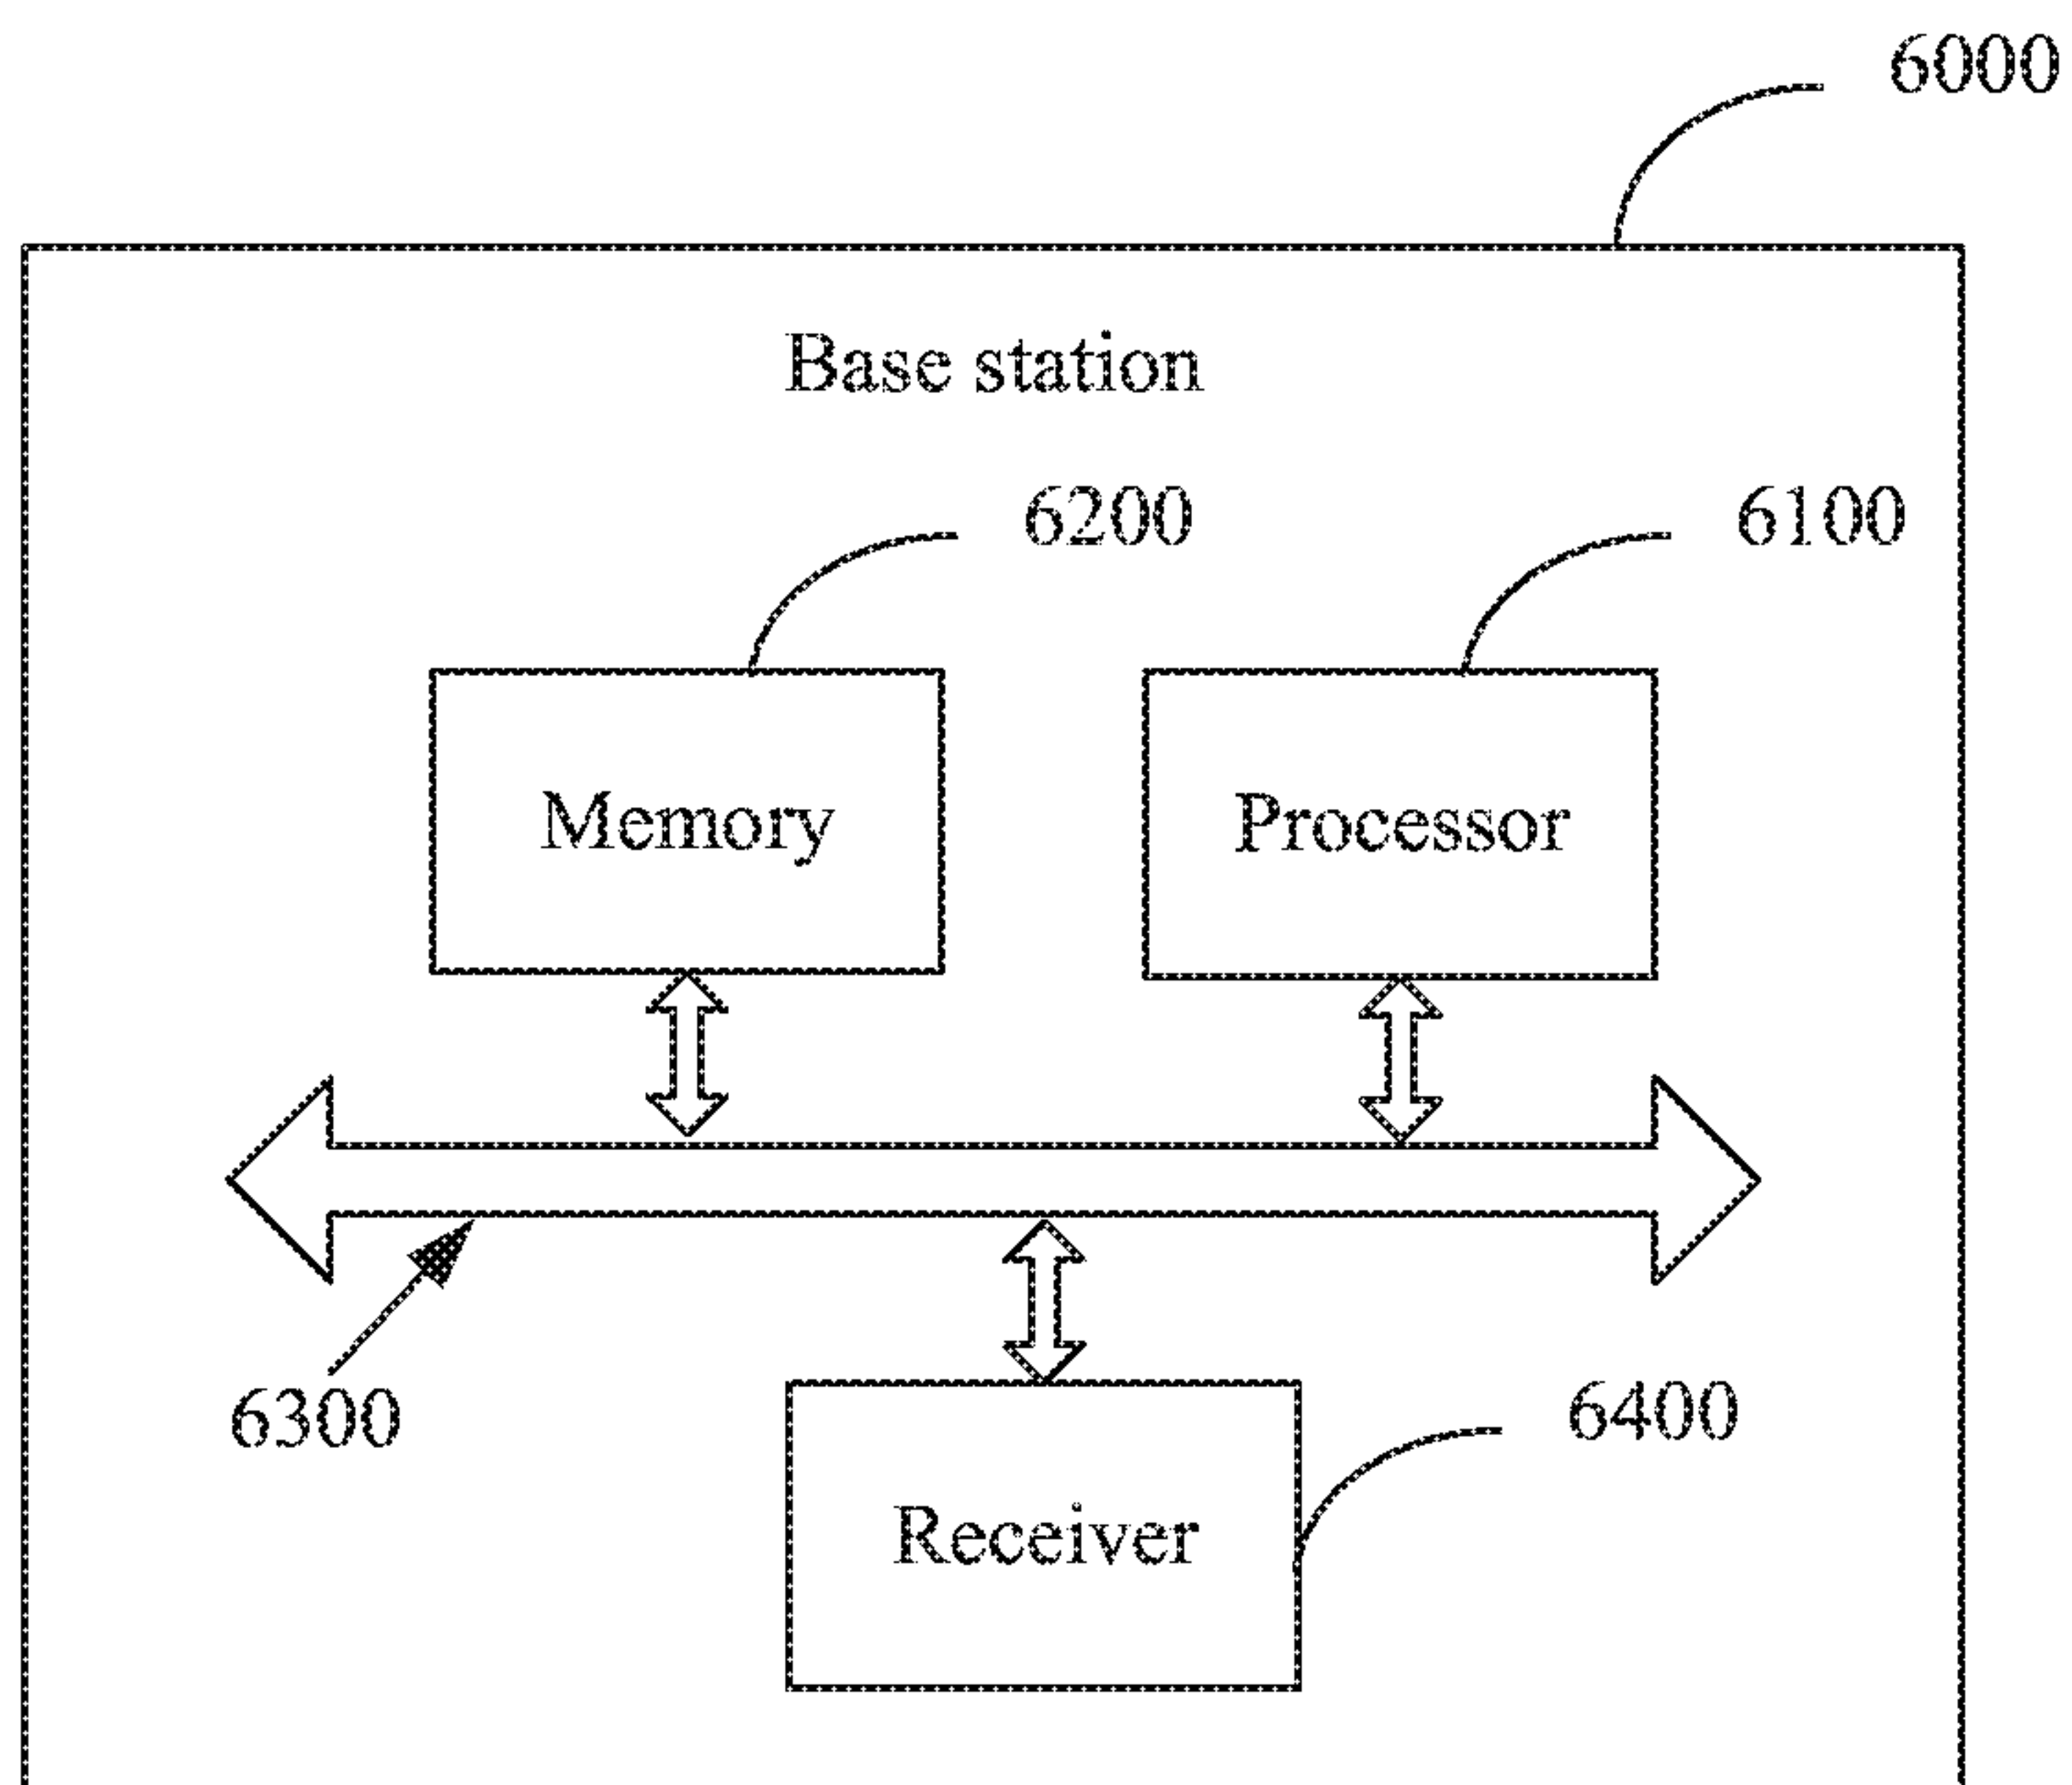 6000
Base station
6200
6100
Memory
Processor
6300
6400
Receiver